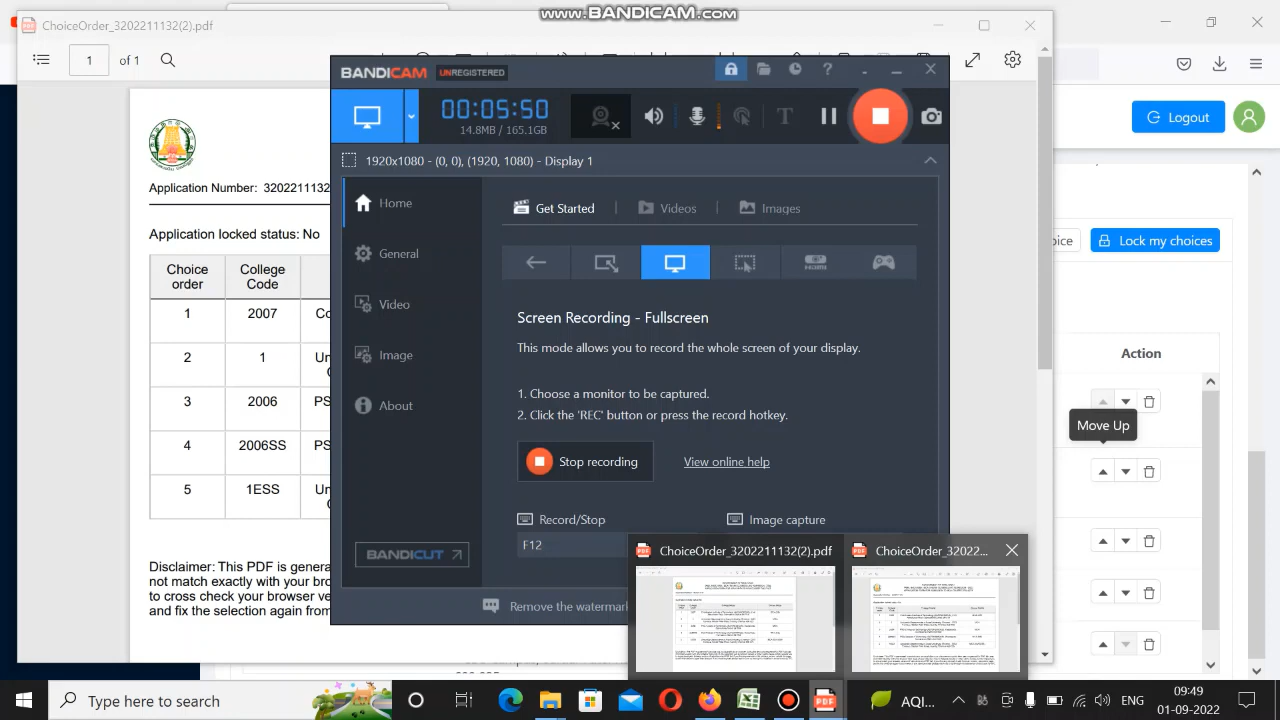 www.BANDICAM.com
ChoiceOrder_3202211132(2).pdf
1 of 1
BANDICAM UNREGISTERED
00:05:50
14.8MB / 165.1GB
T
1920x1080 - (0, 0), (1920, 1080) - Display 1
Home
General
Video
Image
About
BANDICUT
Get Started | Videos | Images
HDMI
Screen Recording - Fullscreen
This mode allows you to record the whole screen of your display.
1. Choose a monitor to be captured.
2. Click the 'REC' button or press the record hotkey.
Stop recording
View online help
Record/Stop
Image capture
F12
Remove the watermark
Application Number: 3202211132
Application locked status: No
Choice order College Code
1 2007 Co
2 1 Un
3 2006 PS
4 2006SS PS
5 1ESS Un
Disclaimer: This PDF is genera
not match exactly with your bro
to cross check your browser ve
and fix the selection again from
Logout
oice
Lock my choices
Action
Move Up
ChoiceOrder_3202211132(2).pdf
ChoiceOrder_32022...
Type here to search
AQI...
ENG
09:49
01-09-2022